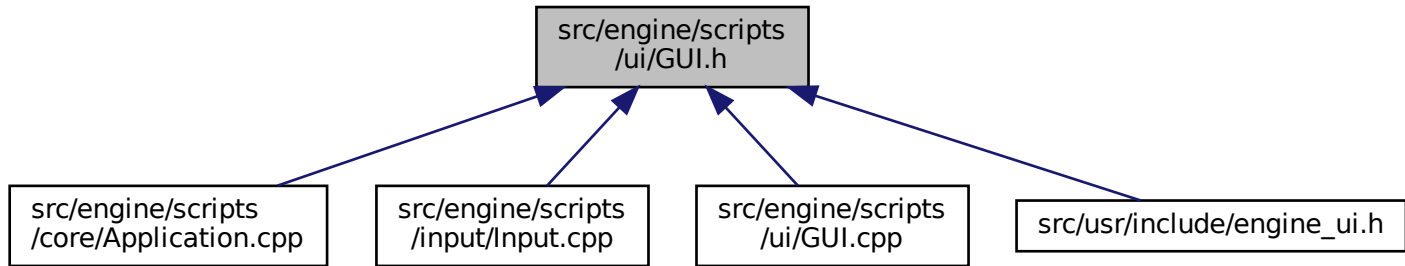 src/engine/scripts
/ui/GUI.h
src/engine/scripts
/core/Application.cpp
src/engine/scripts
/input/Input.cpp
src/engine/scripts
/ui/GUI.cpp
src/usr/include/engine_ui.h